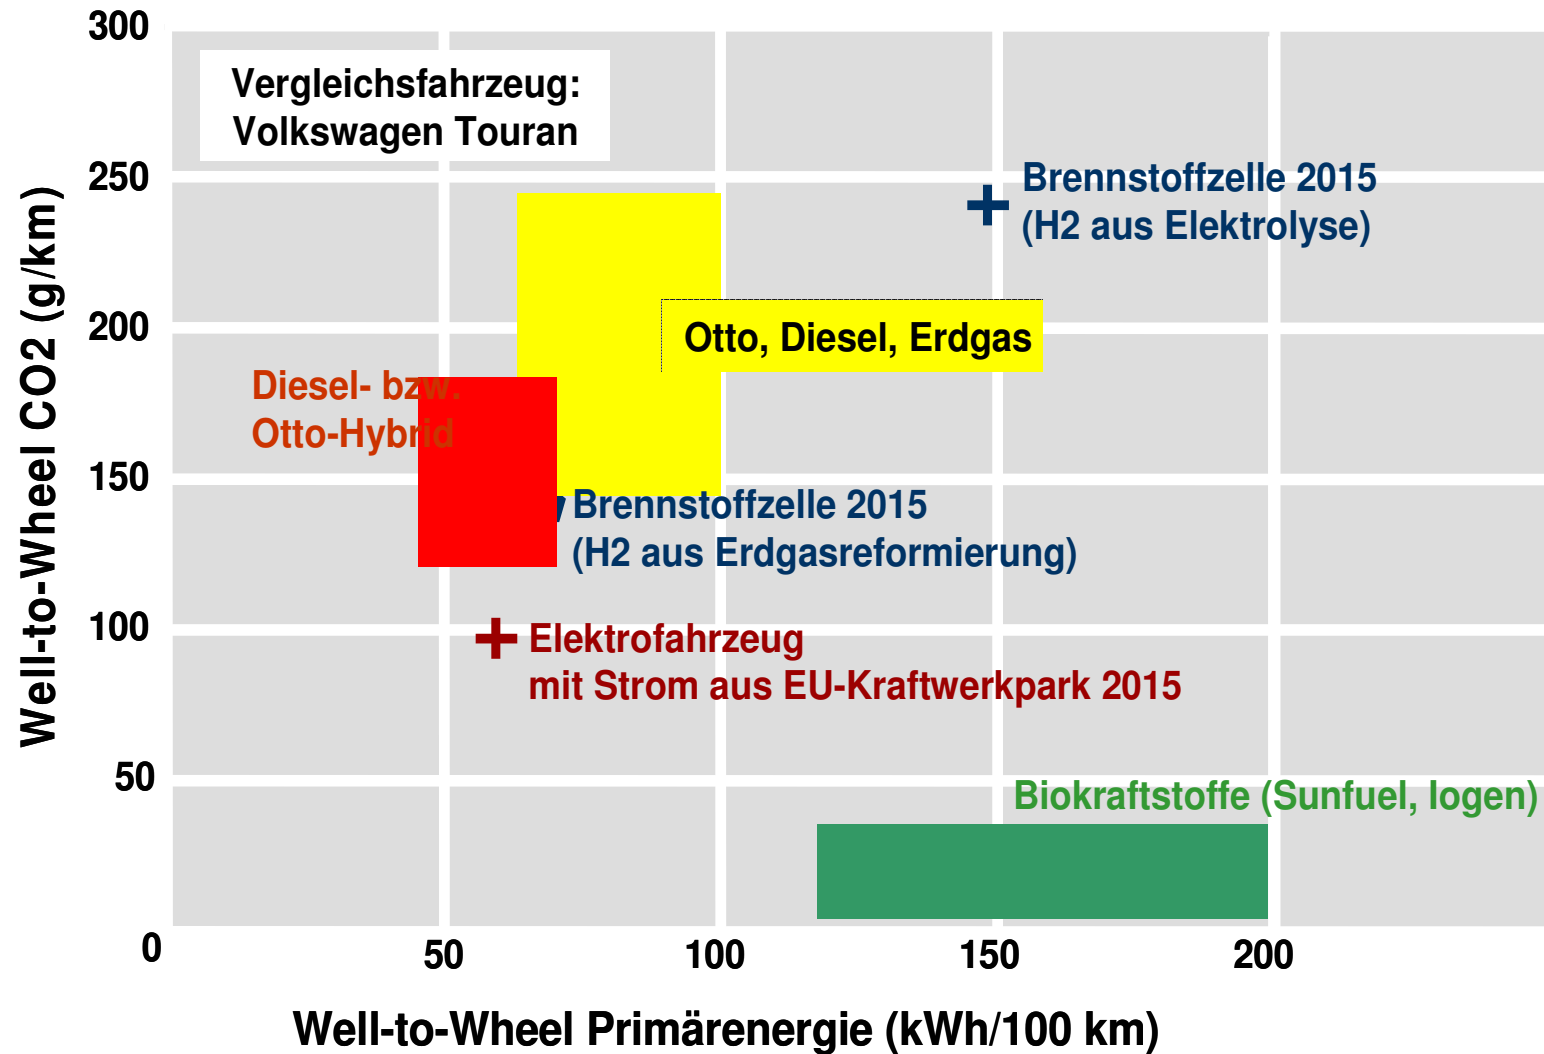 300
Vergleichsfahrzeug:
Volkswagen Touran
250
Brennstoffzelle 2015
(H2 aus Elektrolyse)
200
Otto, Diesel, Erdgas
Diesel- bzw.
Otto-Hybrid
150
Brennstoffzelle 2015
(H2 aus Erdgasreformierung)
100
Elektrofahrzeug
mit Strom aus EU-Kraftwerkpark 2015
50
Biokraftstoffe (Sunfuel, logen)
0
50
100
150
200
Well-to-Wheel CO2 (g/km)
Well-to-Wheel Primärenergie (kWh/100 km)